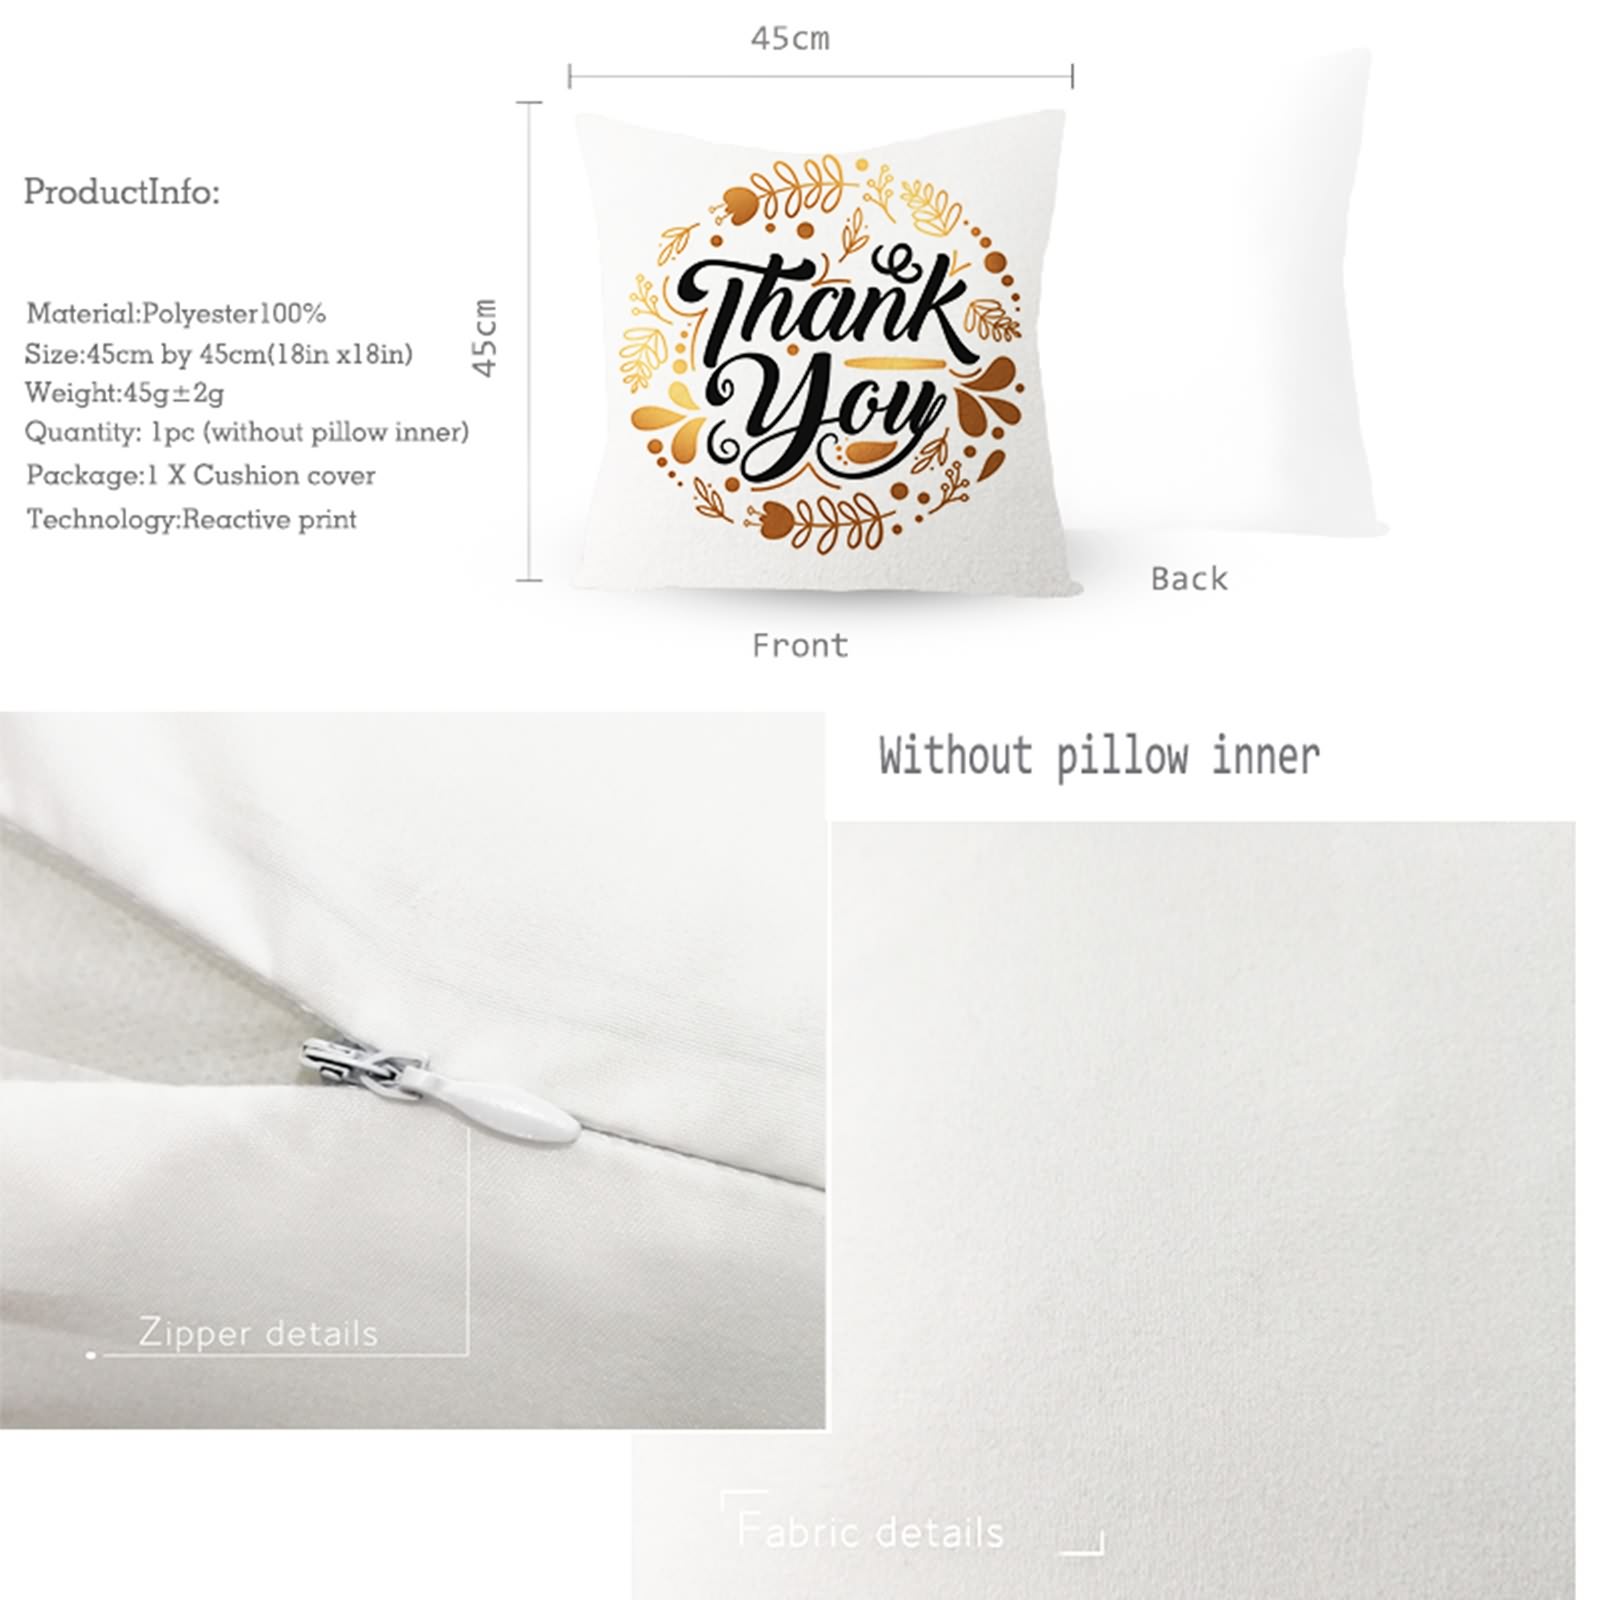 45cm
ProductInfo:
Material:Polyester100%
Size:45cm by 45cm(18in x18in)
Weight:45g±2g
Quantity: 1pc (without pillow inner)
Package:1 X Cushion cover
Technology:Reactive print
45cm
Thank
You
Back
Front
Without pillow inner
Zipper details
Fabric details